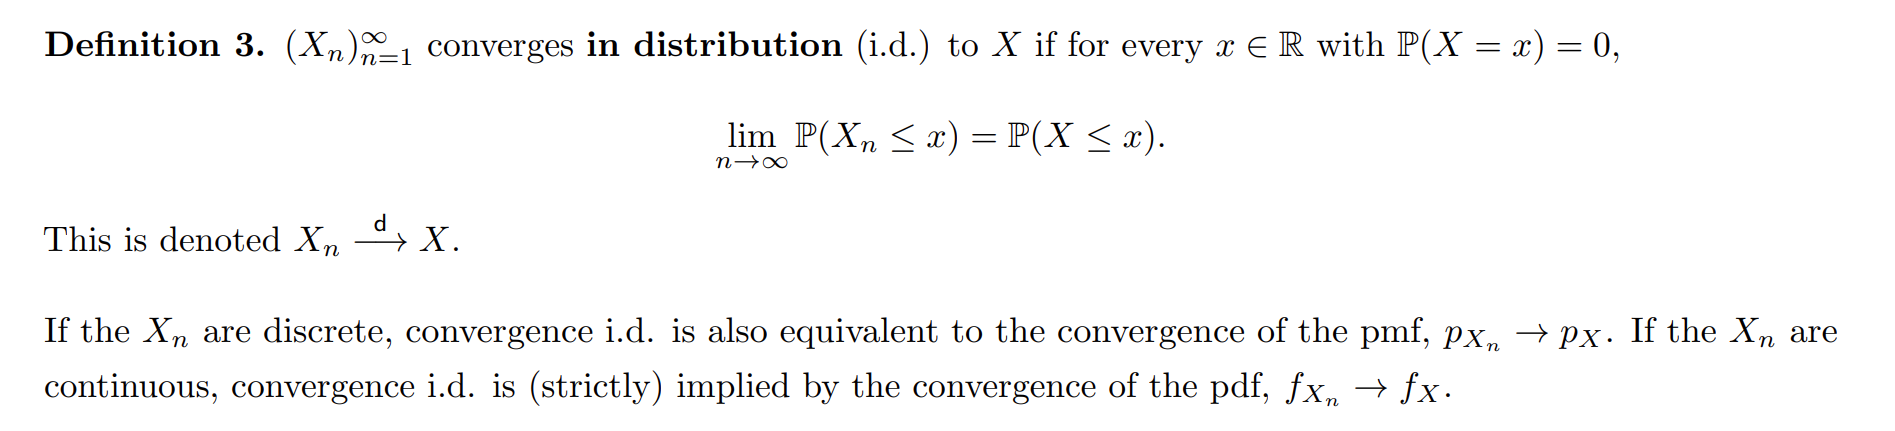 Definition 3. $(X_n)_{n=1}^{\infty}$ converges in distribution (i.d.) to $X$ if for every $x \in \mathbb{R}$ with $\mathbb{P}(X = x) = 0$,
$\lim_{n \to \infty} \mathbb{P}(X_n \leq x) = \mathbb{P}(X \leq x).$
This is denoted $X_n \xrightarrow{\mathsf{d}} X$.
If the $X_n$ are discrete, convergence i.d. is also equivalent to the convergence of the pmf, $p_{X_n} \to p_X$. If the $X_n$ are
continuous, convergence i.d. is (strictly) implied by the convergence of the pdf, $f_{X_n} \to f_X$.